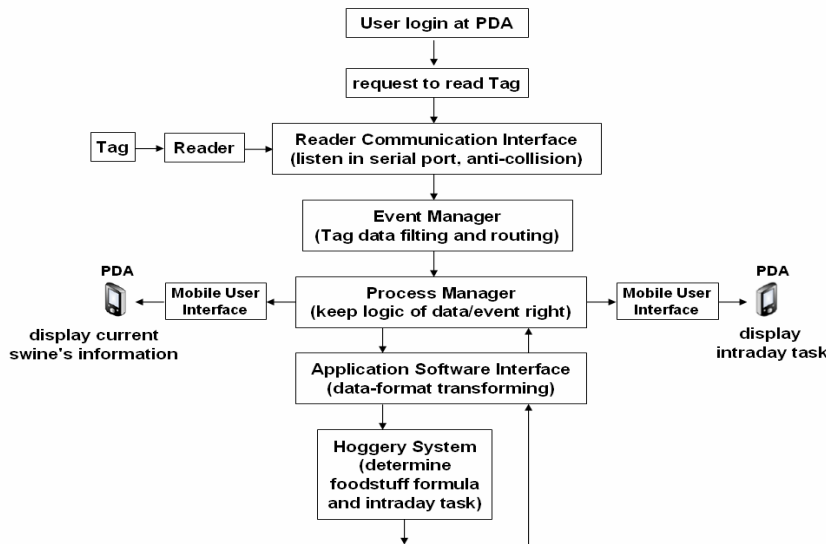 User login at PDA
request to read Tag
Tag
Reader
Reader Communication Interface
(listen in serial port, anti-collision)
Event Manager
(Tag data filting and routing)
PDA
display current
swine's information
Mobile User
Interface
Process Manager
(keep logic of data/event right)
Mobile User
Interface
PDA
display
intraday task
Application Software Interface
(data-format transforming)
Hoggery System
(determine
foodstuff formula
and intraday task)